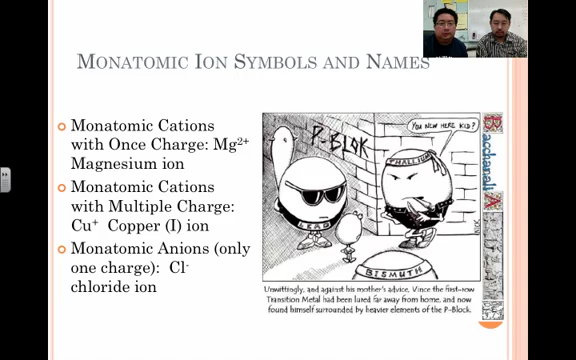 MONATOMIC ION SYMBOLS AND NAMES
Monatomic Cations
with Once Charge: Mg2+
Magnesium ion
Monatomic Cations
with Multiple Charge:
Cu+ Copper (I) ion
Monatomic Anions (only
one charge): Cl-
chloride ion
YOU NEW HERE KID?
P-BLOK
THALLIUM
LEAD
BISMUTH
Unwittingly, and against his mother's advice, Vince the first-row
Transition Metal had been lured far away from home, and now
found himself surrounded by heavier elements of the P-Block.